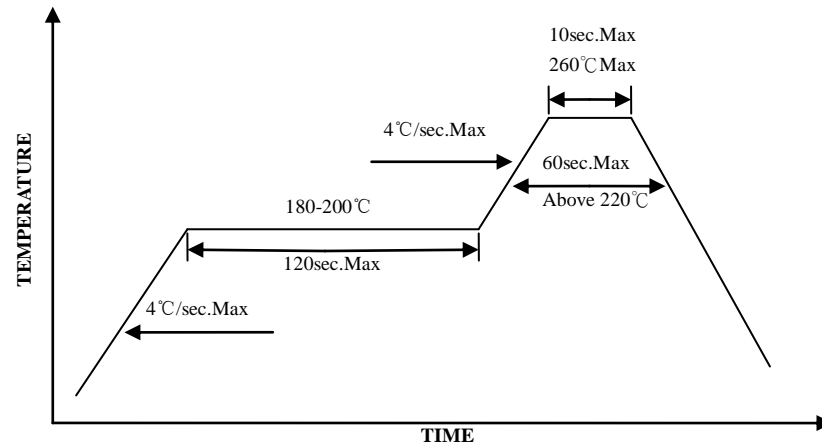 10sec.Max
260℃Max
4℃/sec.Max
60sec.Max
Above 220℃
180-200℃
120sec.Max
4℃/sec.Max
TEMPERATURE
TIME